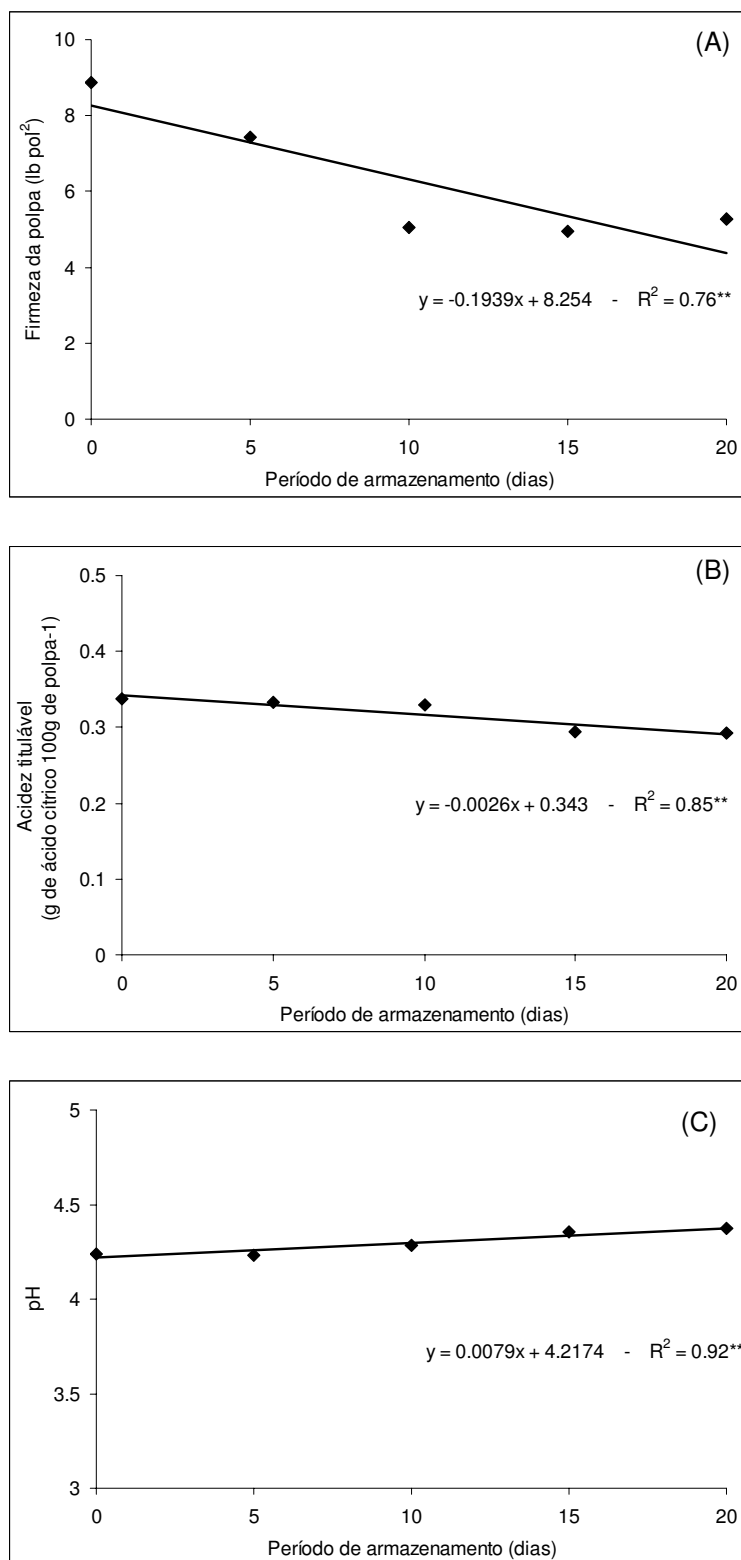 (A)
10
8
6
4
2
0
Firmeza da polpa (lb pol²)
y = -0.1939x + 8.254 - R² = 0.76**
0 5 10 15 20
Período de armazenamento (dias)
(B)
0.5
0.4
0.3
0.2
0.1
0
Acidez titulável
(g de ácido cítrico 100g de polpa-1)
y = -0.0026x + 0.343 - R² = 0.85**
0 5 10 15 20
Período de armazenamento (dias)
(C)
5
4.5
4
3.5
3
pH
y = 0.0079x + 4.2174 - R² = 0.92**
0 5 10 15 20
Período de armazenamento (dias)